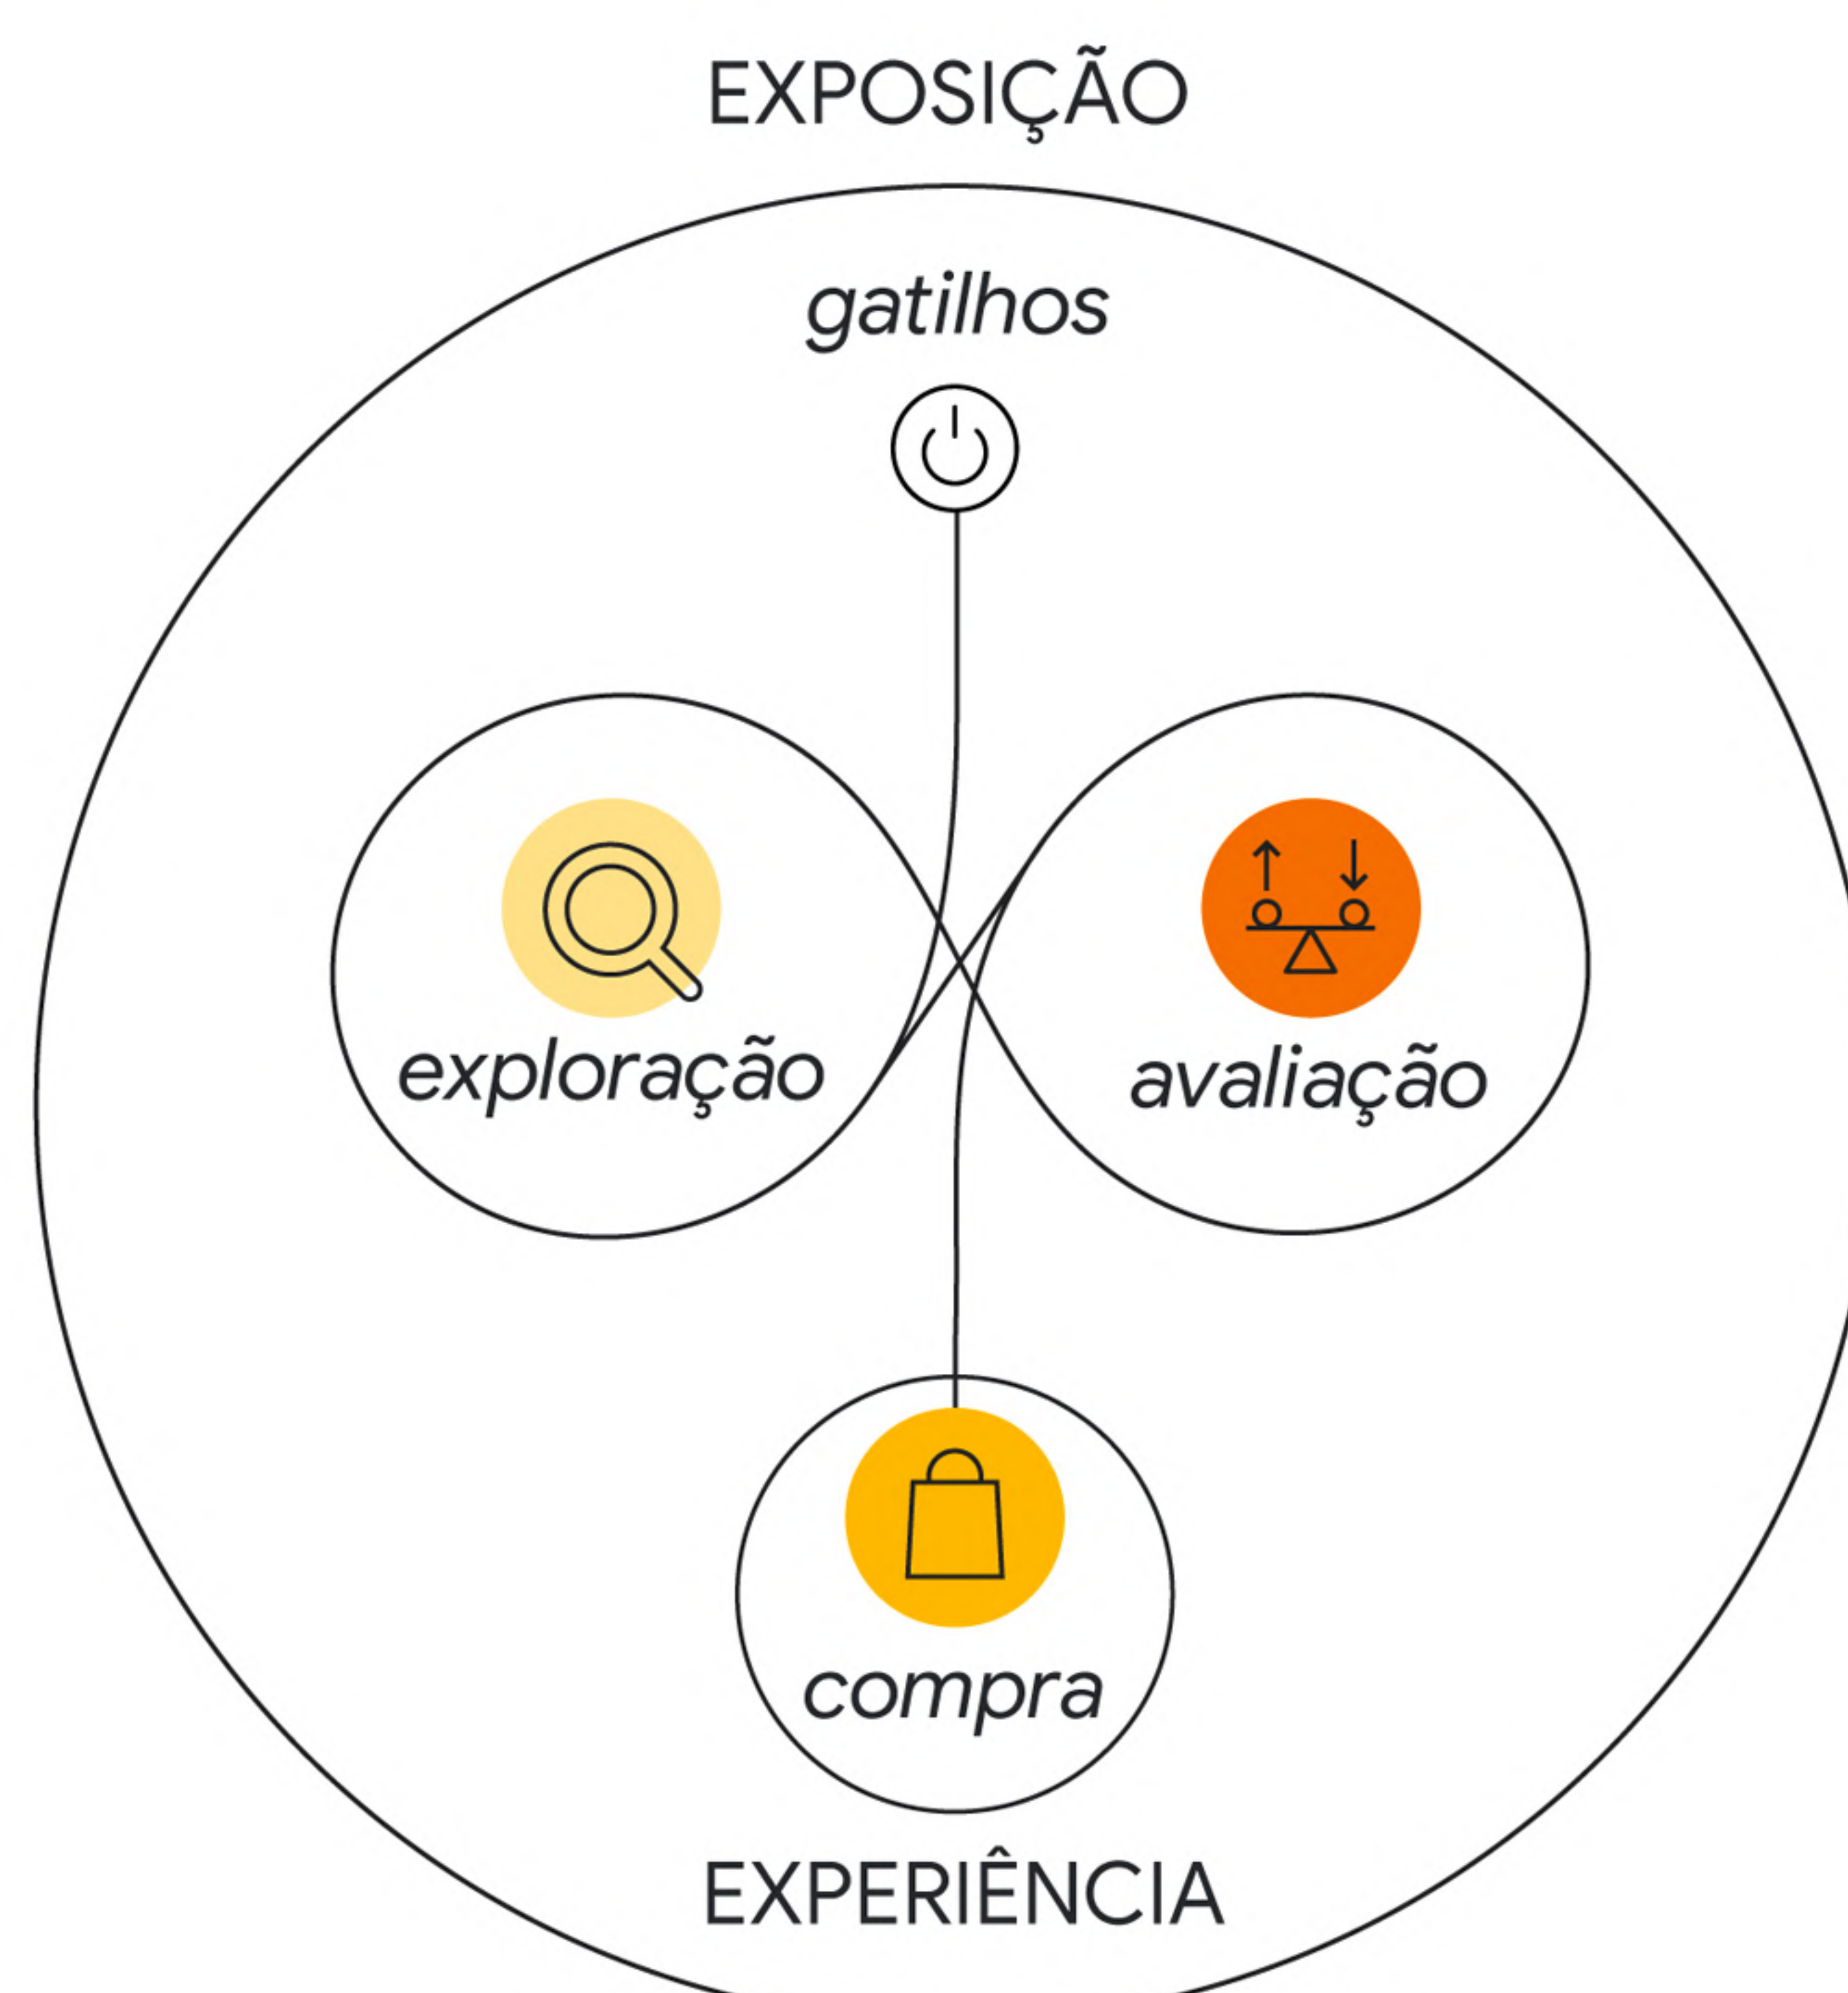 EXPOSIÇÃO
gatilhos
exploração
avaliação
compra
EXPERIÊNCIA